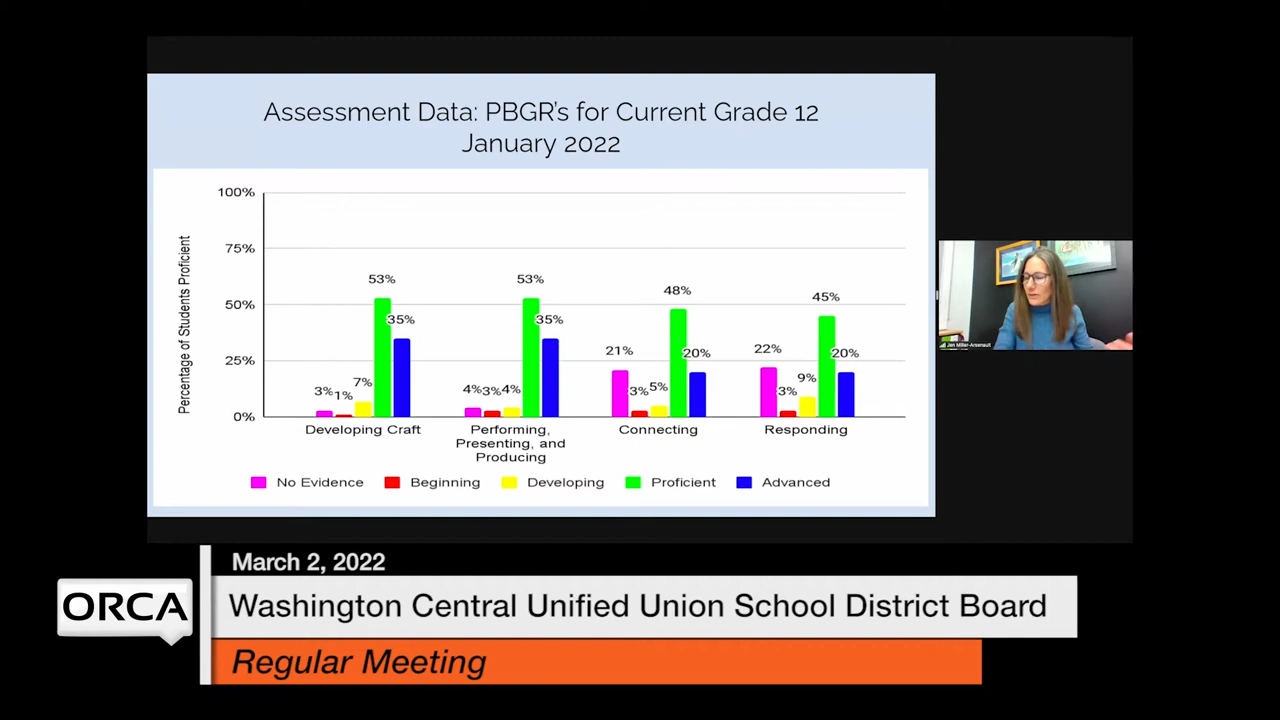 Assessment Data: PBGR's for Current Grade 12
January 2022
Percentage of Students Proficient
100%
75%
50%
25%
0%
3%
1%
7%
53%
35%
4%
3%
4%
53%
35%
21%
3%
5%
48%
20%
22%
3%
9%
45%
20%
Developing Craft
Performing,
Presenting, and
Producing
Connecting
Responding
No Evidence
Beginning
Developing
Proficient
Advanced
Jen Miller-Arsenault
March 2, 2022
ORCA
Washington Central Unified Union School District Board
Regular Meeting